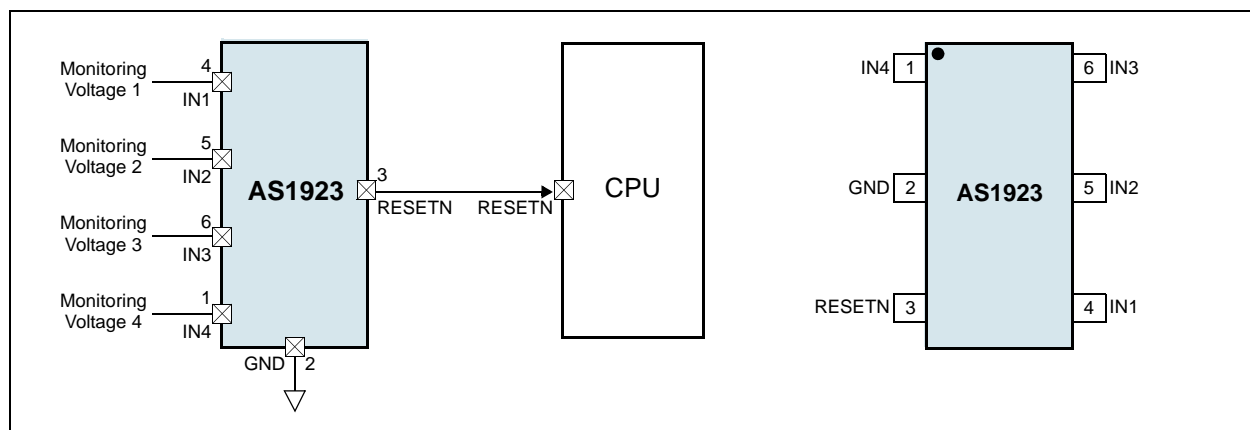 Monitoring
Voltage 1
4
IN1
Monitoring
Voltage 2
5
IN2
Monitoring
Voltage 3
6
IN3
Monitoring
Voltage 4
1
IN4
AS1923
GND 2
3
RESETN
RESETN
CPU
IN4 1
GND 2
RESETN 3
AS1923
6 IN3
5 IN2
4 IN1